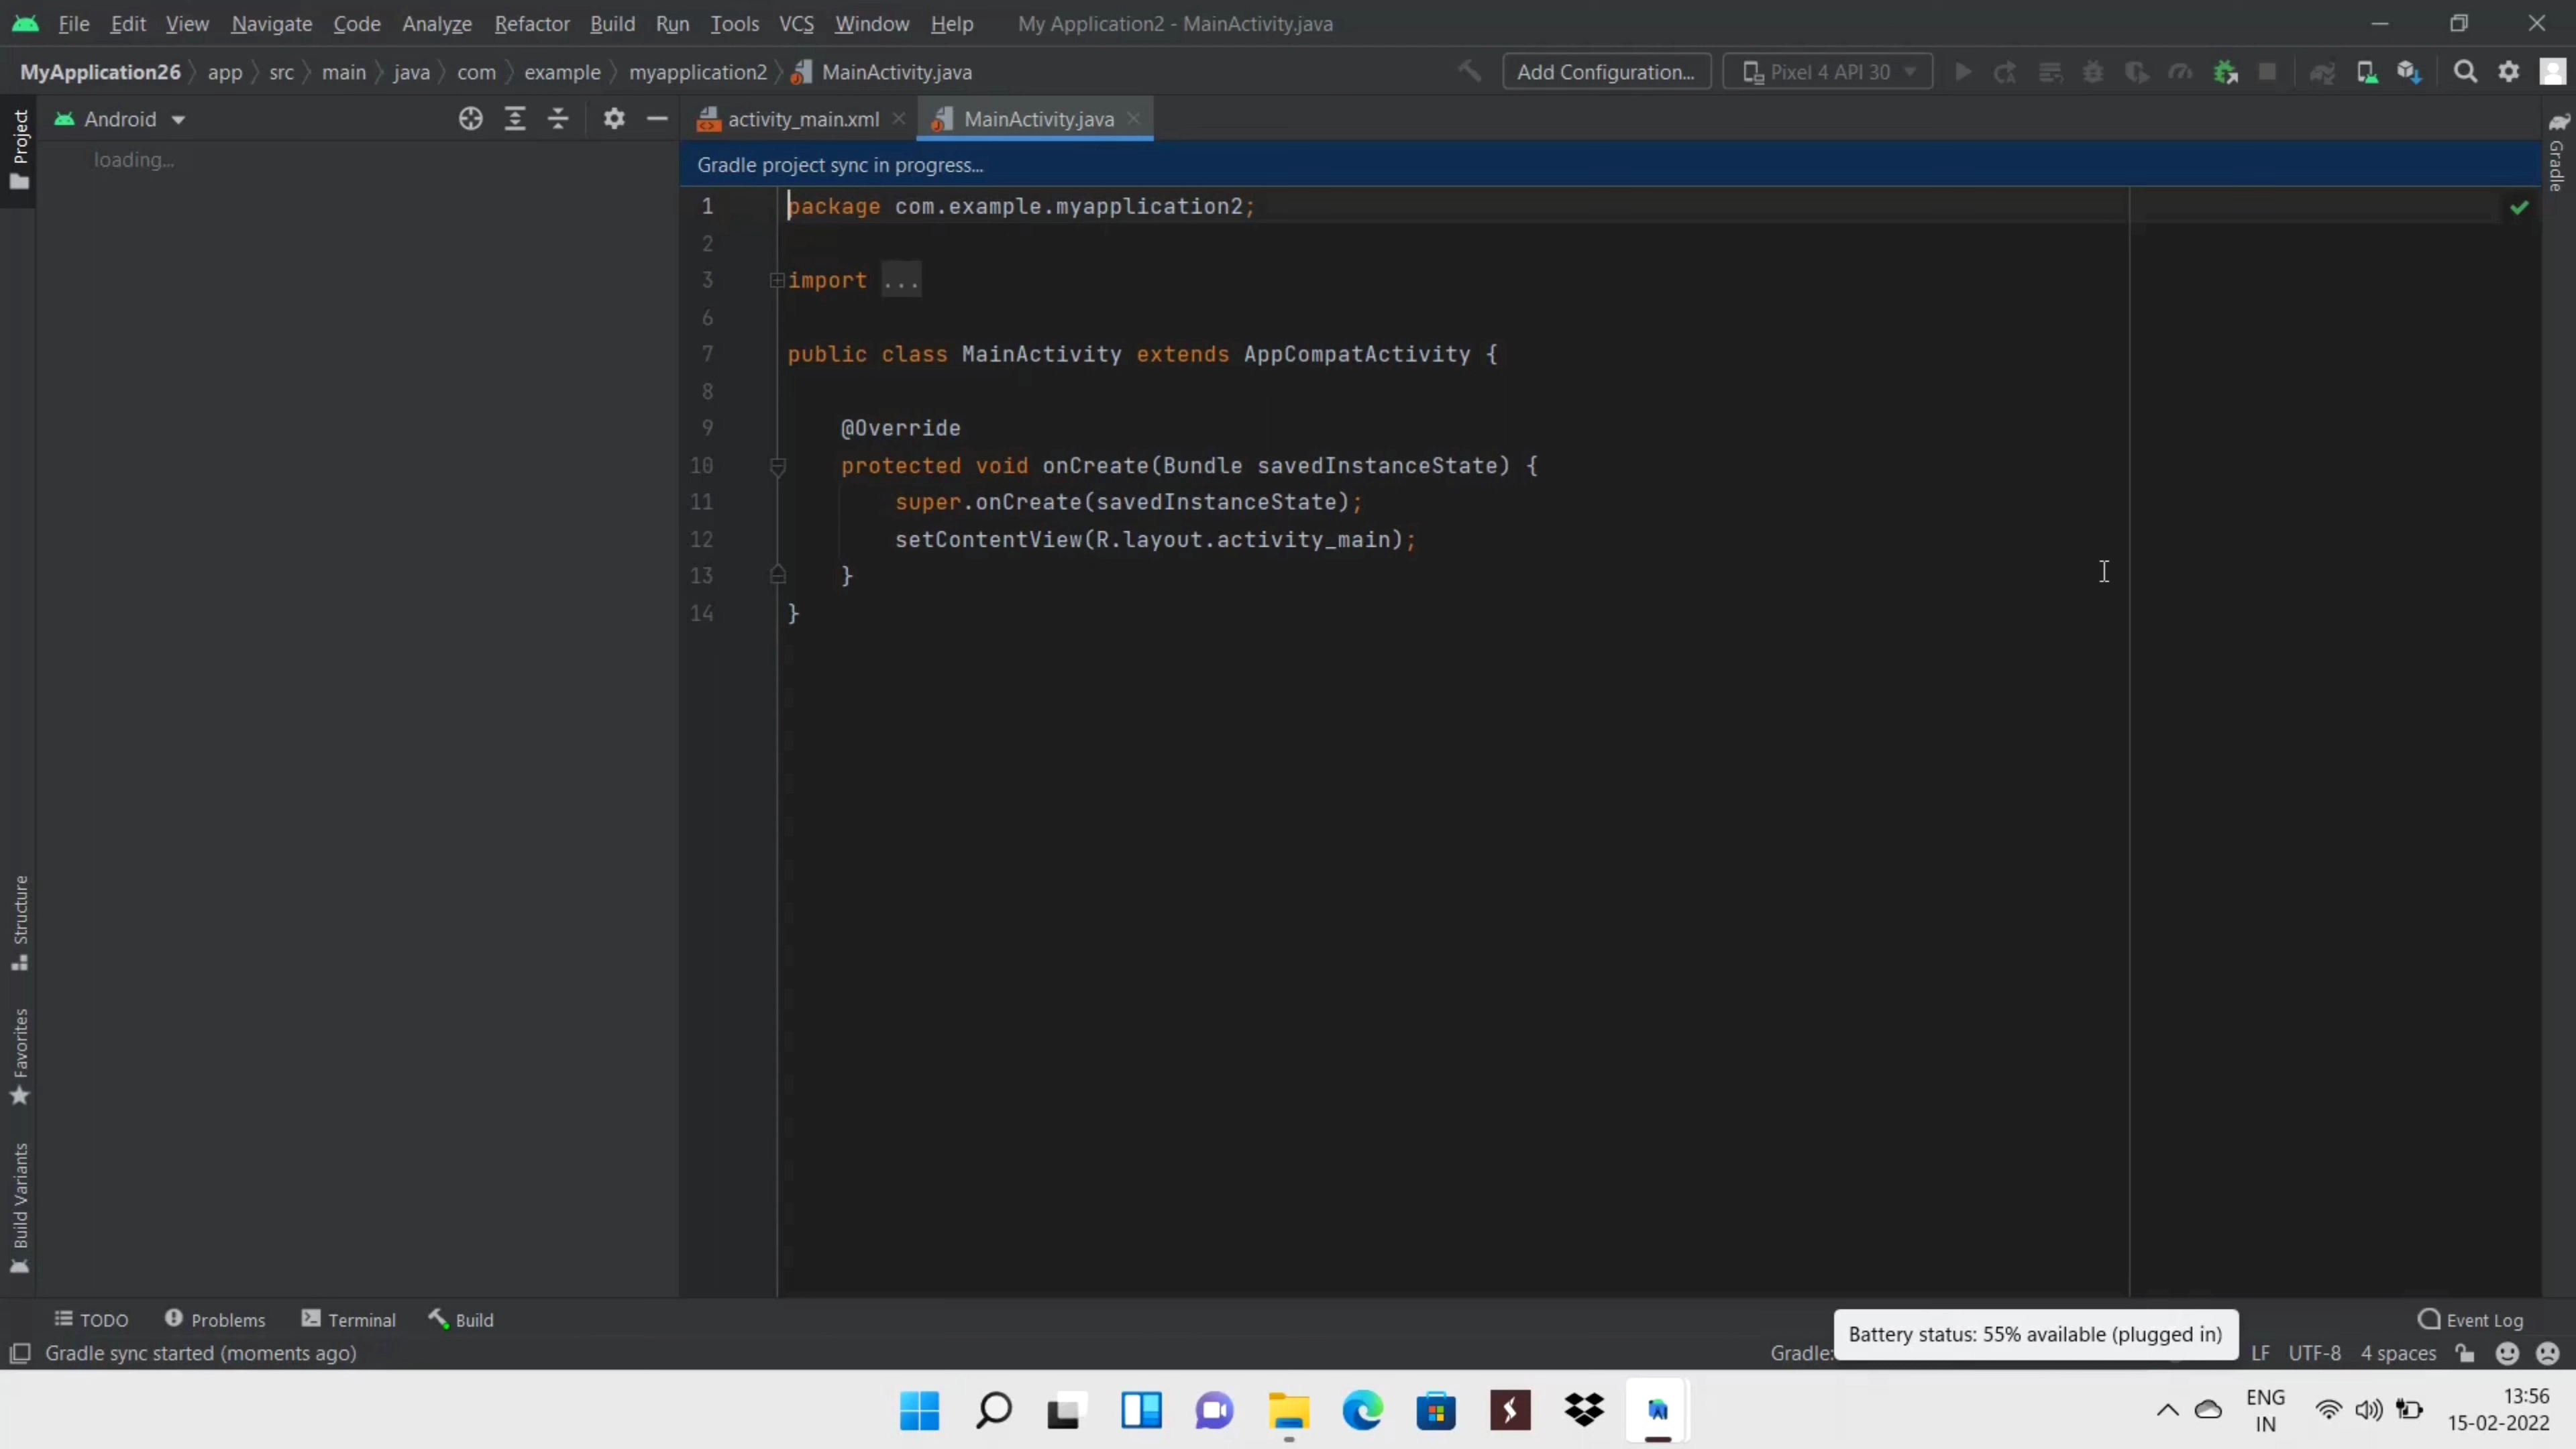 File Edit View Navigate Code Analyze Refactor Build Run Tools VCS Window Help My Application2 - MainActivity.java
MyApplication26 app src main java com example myapplication2 MainActivity.java Add Configuration... Pixel 4 API 30
Project
Android
activity_main.xml MainActivity.java
Gradle
loading...
Gradle project sync in progress...
1 package com.example.myapplication2;
2
3 import ...
6
7 public class MainActivity extends AppCompatActivity {
8
9 @Override
10 protected void onCreate(Bundle savedInstanceState) {
11 super.onCreate(savedInstanceState);
12 setContentView(R.layout.activity_main);
13 }
14 }
Structure
Favorites
Build Variants
TODO Problems Terminal Build Event Log
Battery status: 55% available (plugged in)
Gradle sync started (moments ago) Gradle: LF UTF-8 4 spaces
ENG
IN
13:56
15-02-2022